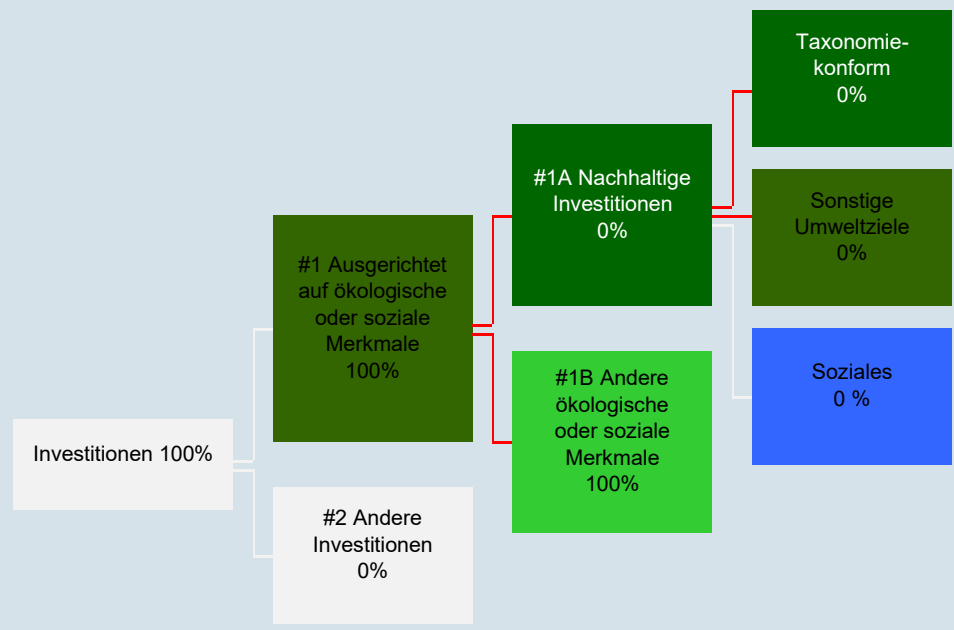 Investitionen 100%
#1 Ausgerichtet
auf ökologische
oder soziale
Merkmale
100%
#2 Andere
Investitionen
0%
#1A Nachhaltige
Investitionen
0%
#1B Andere
ökologische
oder soziale
Merkmale
100%
Taxonomie-
konform
0%
Sonstige
Umweltziele
0%
Soziales
0 %